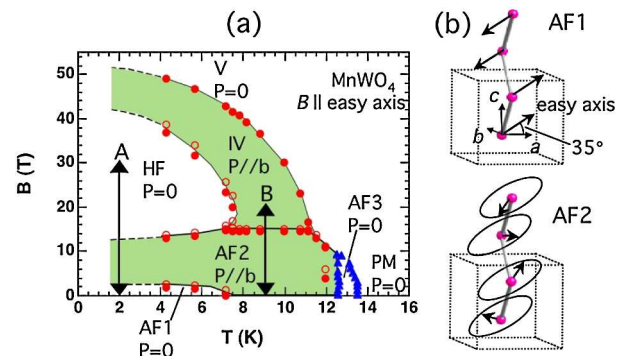 (a)
(b)
V
P=0
MnWO4
B || easy axis
IV
P//b
A
HF
P=0
B
AF2
P//b
AF3
P=0
PM
P=0
AF1
P=0
B (T)
50
40
30
20
10
0
0 2 4 6 8 10 12 14 16
T (K)
AF1
c
easy axis
b
a
35°
AF2